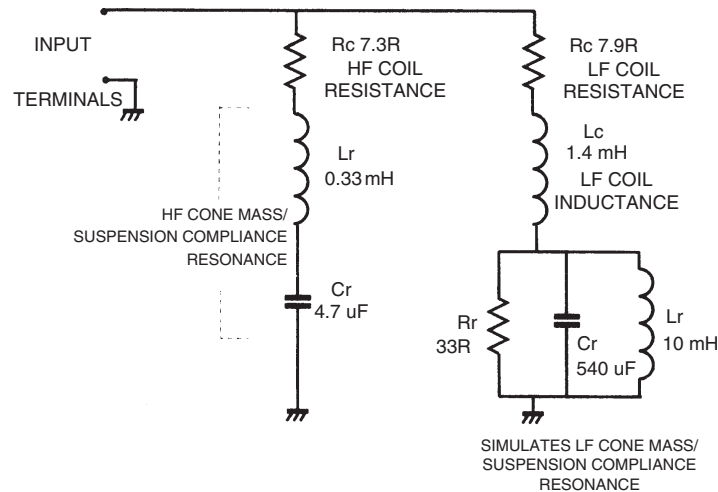 INPUT
TERMINALS
Rc 7.3R
HF COIL
RESISTANCE
Lr
0.33 mH
HF CONE MASS/
SUSPENSION COMPLIANCE
RESONANCE
Cr
4.7 uF
Rc 7.9R
LF COIL
RESISTANCE
Lc
1.4 mH
LF COIL
INDUCTANCE
Rr
33R
Cr
540 uF
Lr
10 mH
SIMULATES LF CONE MASS/
SUSPENSION COMPLIANCE
RESONANCE